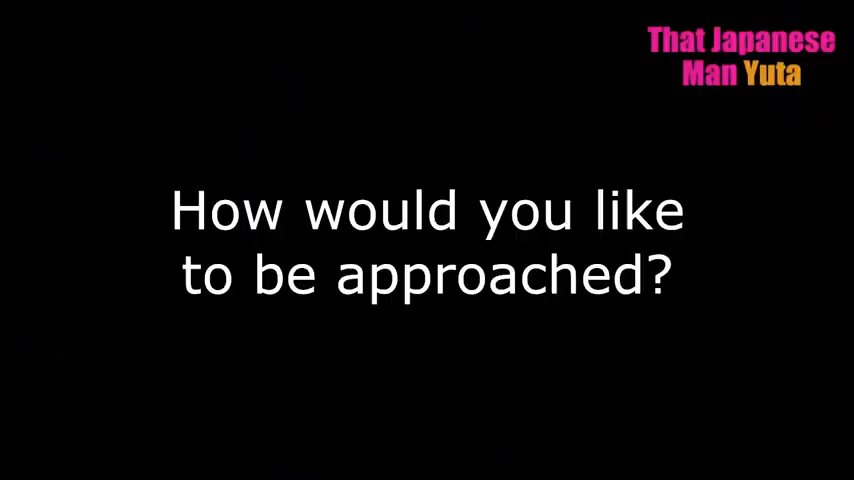 That Japanese
Man Yuta
How would you like
to be approached?